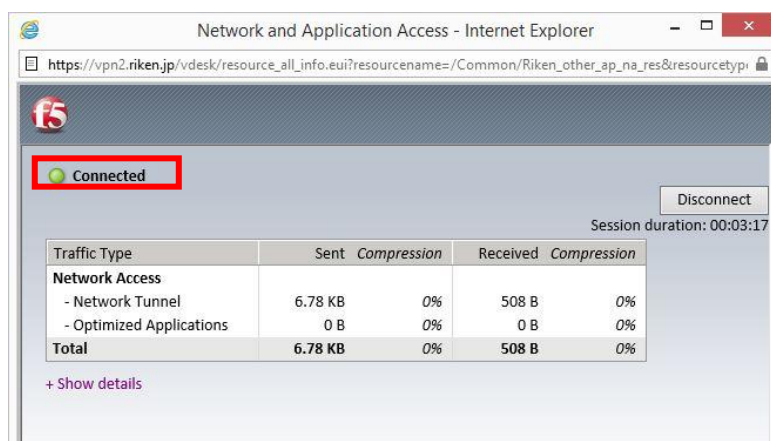 Network and Application Access - Internet Explorer
https://vpn2.riken.jp/vdesk/resource_all_info.eui?resourcename=/Common/Riken_other_ap_na_res&resourcetyp
f5
Connected
Disconnect
Session duration: 00:03:17
Traffic Type Sent Compression Received Compression
Network Access
- Network Tunnel 6.78 KB 0% 508 B 0%
- Optimized Applications 0 B 0% 0 B 0%
Total 6.78 KB 0% 508 B 0%
+ Show details